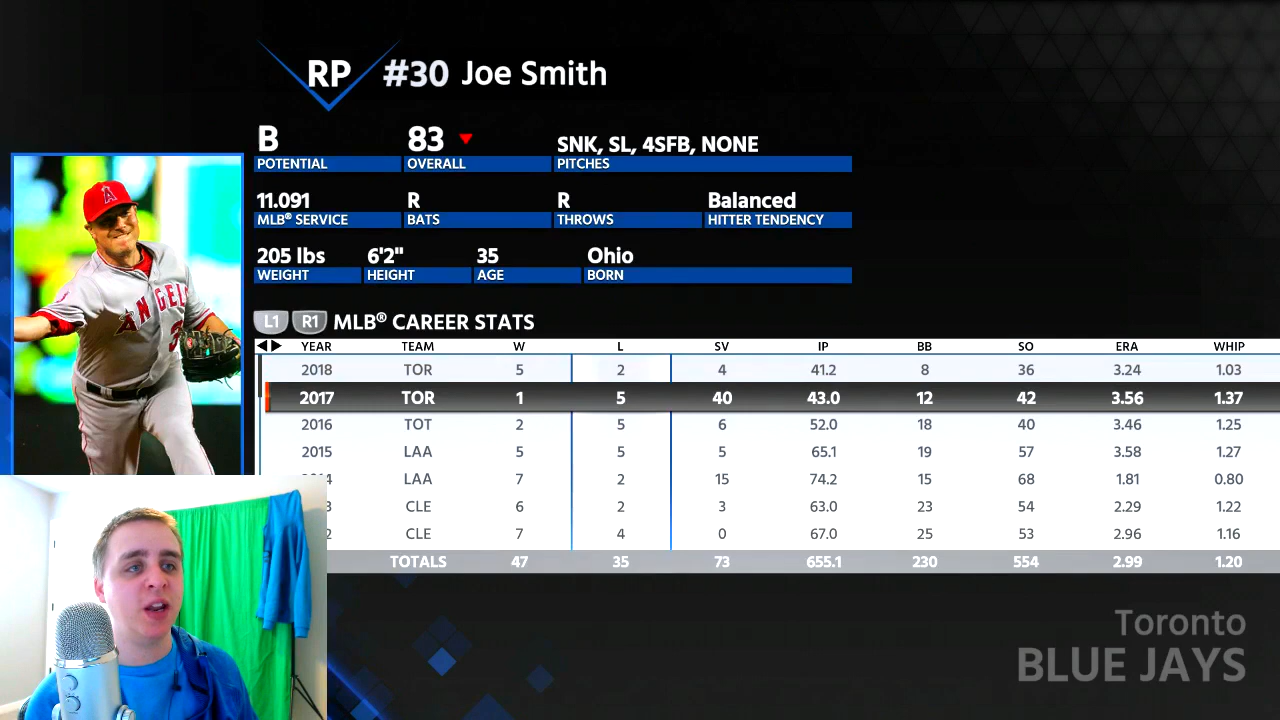 RP #30 Joe Smith
B 83 SNK, SL, 4SFB, NONE
POTENTIAL OVERALL PITCHES
11.091 R R Balanced
MLB® SERVICE BATS THROWS HITTER TENDENCY
205 lbs 6'2" 35 Ohio
WEIGHT HEIGHT AGE BORN
L1 R1 MLB® CAREER STATS
YEAR TEAM W L SV IP BB SO ERA WHIP
2018 TOR 5 2 4 41.2 8 36 3.24 1.03
2017 TOR 1 5 40 43.0 12 42 3.56 1.37
2016 TOT 2 5 6 52.0 18 40 3.46 1.25
2015 LAA 5 5 5 65.1 19 57 3.58 1.27
LAA 7 2 15 74.2 15 68 1.81 0.80
CLE 6 2 3 63.0 23 54 2.29 1.22
CLE 7 4 0 67.0 25 53 2.96 1.16
TOTALS 47 35 73 655.1 230 554 2.99 1.20
ANGELS
A
Toronto
BLUE JAYS